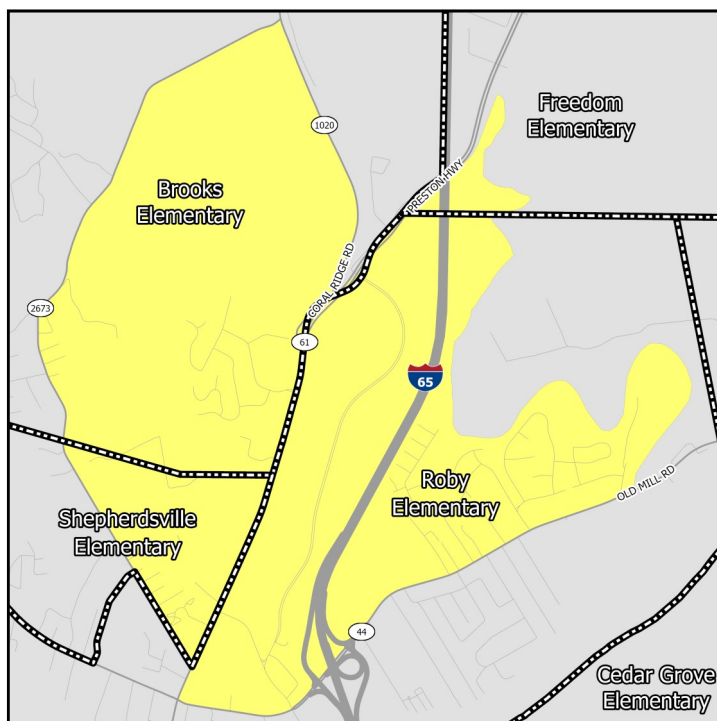 Freedom
Elementary
1020
PRESTON HWY
Brooks
Elementary
CORAL RIDGE RD
2673
61
65
Roby
Elementary
OLD MILL RD
Shepherdsville
Elementary
44
Cedar Grove
Elementary